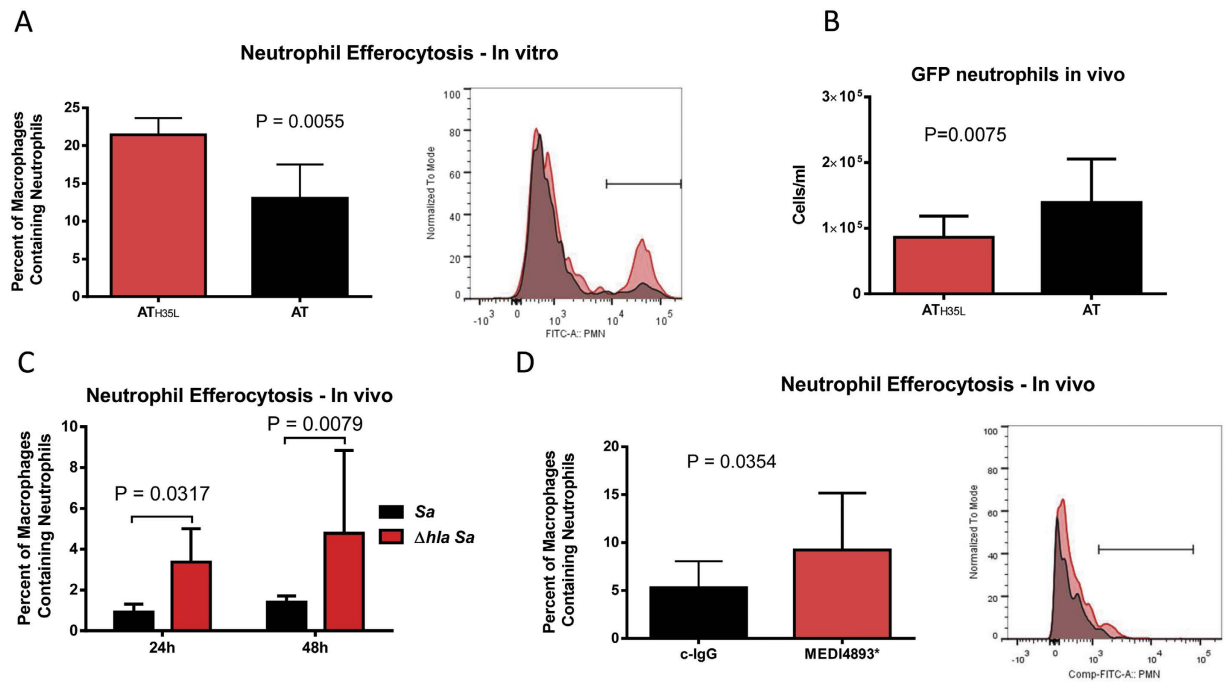 A
Neutrophil Efferocytosis - In vitro
Percent of Macrophages
Containing Neutrophils
25
20
15
10
5
0
P = 0.0055
ATH35L
AT
Normalized To Mode
100
80
60
40
20
0
-10³
0
10³
10⁴
10⁵
FITC-A:: PMN
B
GFP neutrophils in vivo
Cells/ml
3×10⁵
2×10⁵
1×10⁵
0
P=0.0075
ATH35L
AT
C
Neutrophil Efferocytosis - In vivo
Percent of Macrophages
Containing Neutrophils
10
8
6
4
2
0
P = 0.0317
P = 0.0079
24h
48h
Sa
Δhla Sa
D
Neutrophil Efferocytosis - In vivo
Percent of Macrophages
Containing Neutrophils
20
15
10
5
0
P = 0.0354
c-IgG
MEDI4893*
Normalized To Mode
100
80
60
40
20
0
-10³
0
10³
10⁴
10⁵
Comp-FITC-A:: PMN